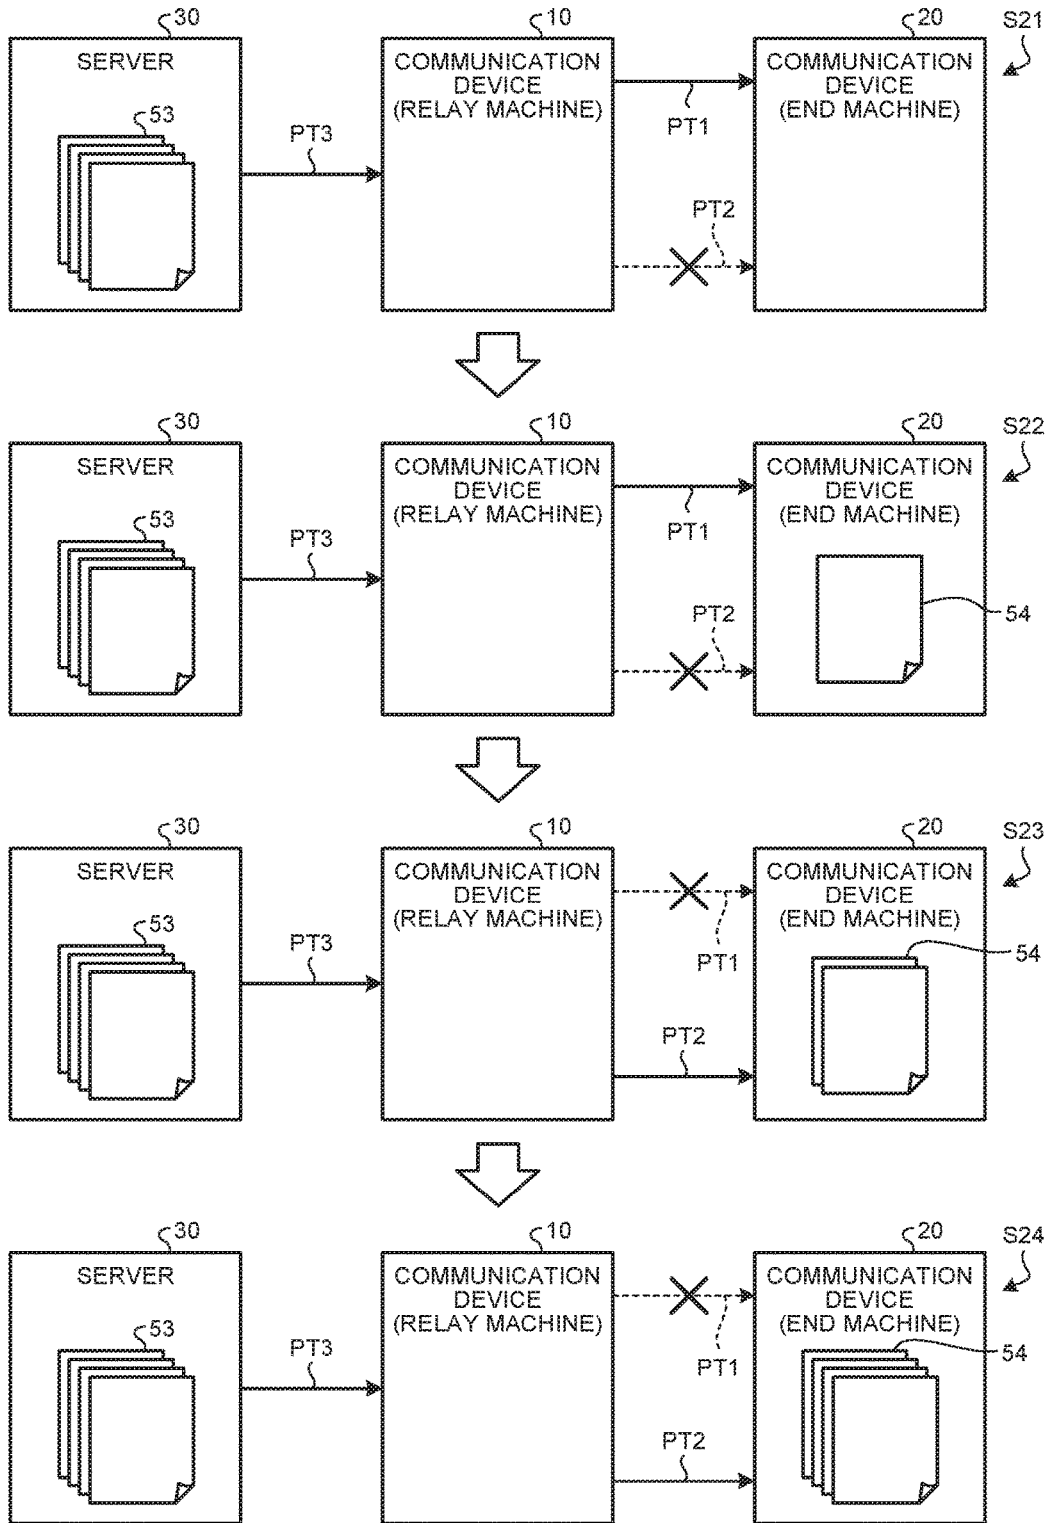 30
10
20
S21
SERVER
COMMUNICATION
DEVICE
(RELAY MACHINE)
COMMUNICATION
DEVICE
(END MACHINE)
53
PT3
PT1
PT2
30
10
20
S22
SERVER
COMMUNICATION
DEVICE
(RELAY MACHINE)
COMMUNICATION
DEVICE
(END MACHINE)
53
PT3
PT1
PT2
54
30
10
20
S23
SERVER
COMMUNICATION
DEVICE
(RELAY MACHINE)
COMMUNICATION
DEVICE
(END MACHINE)
53
PT3
PT1
54
PT2
30
10
20
S24
SERVER
COMMUNICATION
DEVICE
(RELAY MACHINE)
COMMUNICATION
DEVICE
(END MACHINE)
53
PT3
PT1
54
PT2